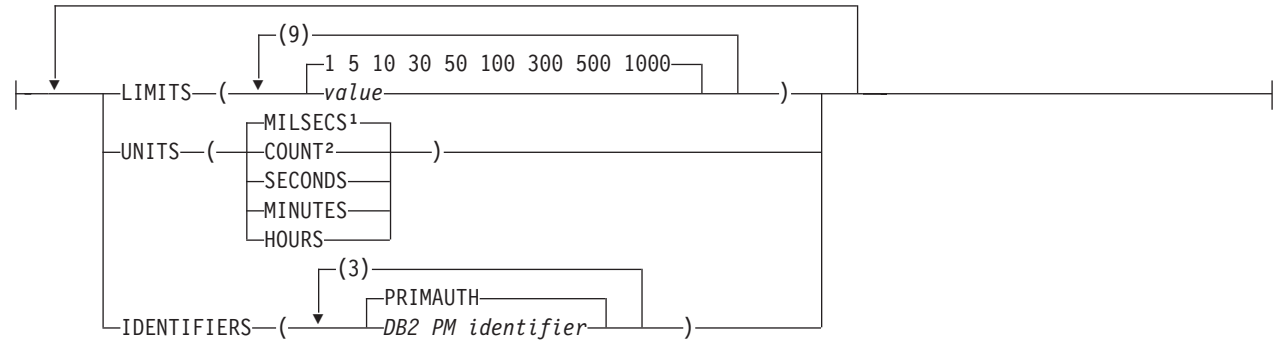 (9)
1 5 10 30 50 100 300 500 1000
LIMITS ( value )
MILSECS¹
UNITS ( COUNT² )
SECONDS
MINUTES
HOURS
(3)
PRIMAUTH
IDENTIFIERS ( DB2 PM identifier )